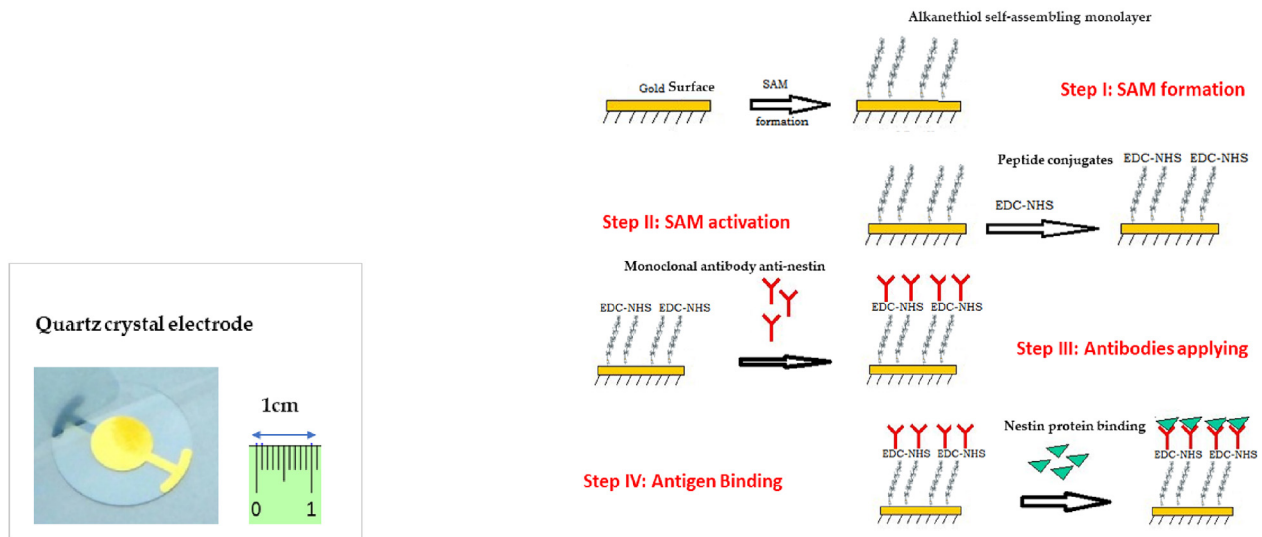 Alkanethiol self-assembling monolayer
Gold Surface
SAM
formation
Step I: SAM formation
Peptide conjugates
EDC-NHS EDC-NHS
Step II: SAM activation
EDC-NHS
Monoclonal antibody anti-nestin
EDC-NHS EDC-NHS
EDC-NHS EDC-NHS
Step III: Antibodies applying
Quartz crystal electrode
1cm
0 1
Nestin protein binding
EDC-NHS EDC-NHS
EDC-NHS EDC-NHS
Step IV: Antigen Binding